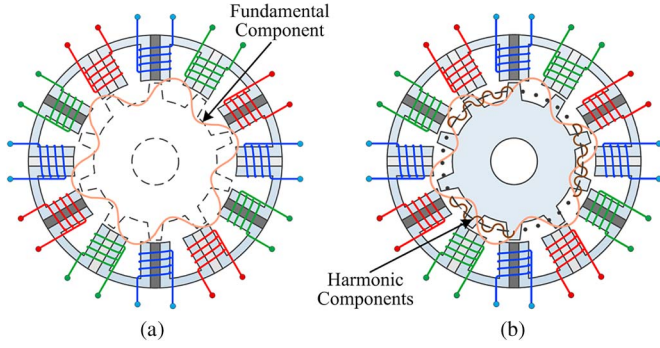 Fundamental
Component
Harmonic
Components
(a)
(b)